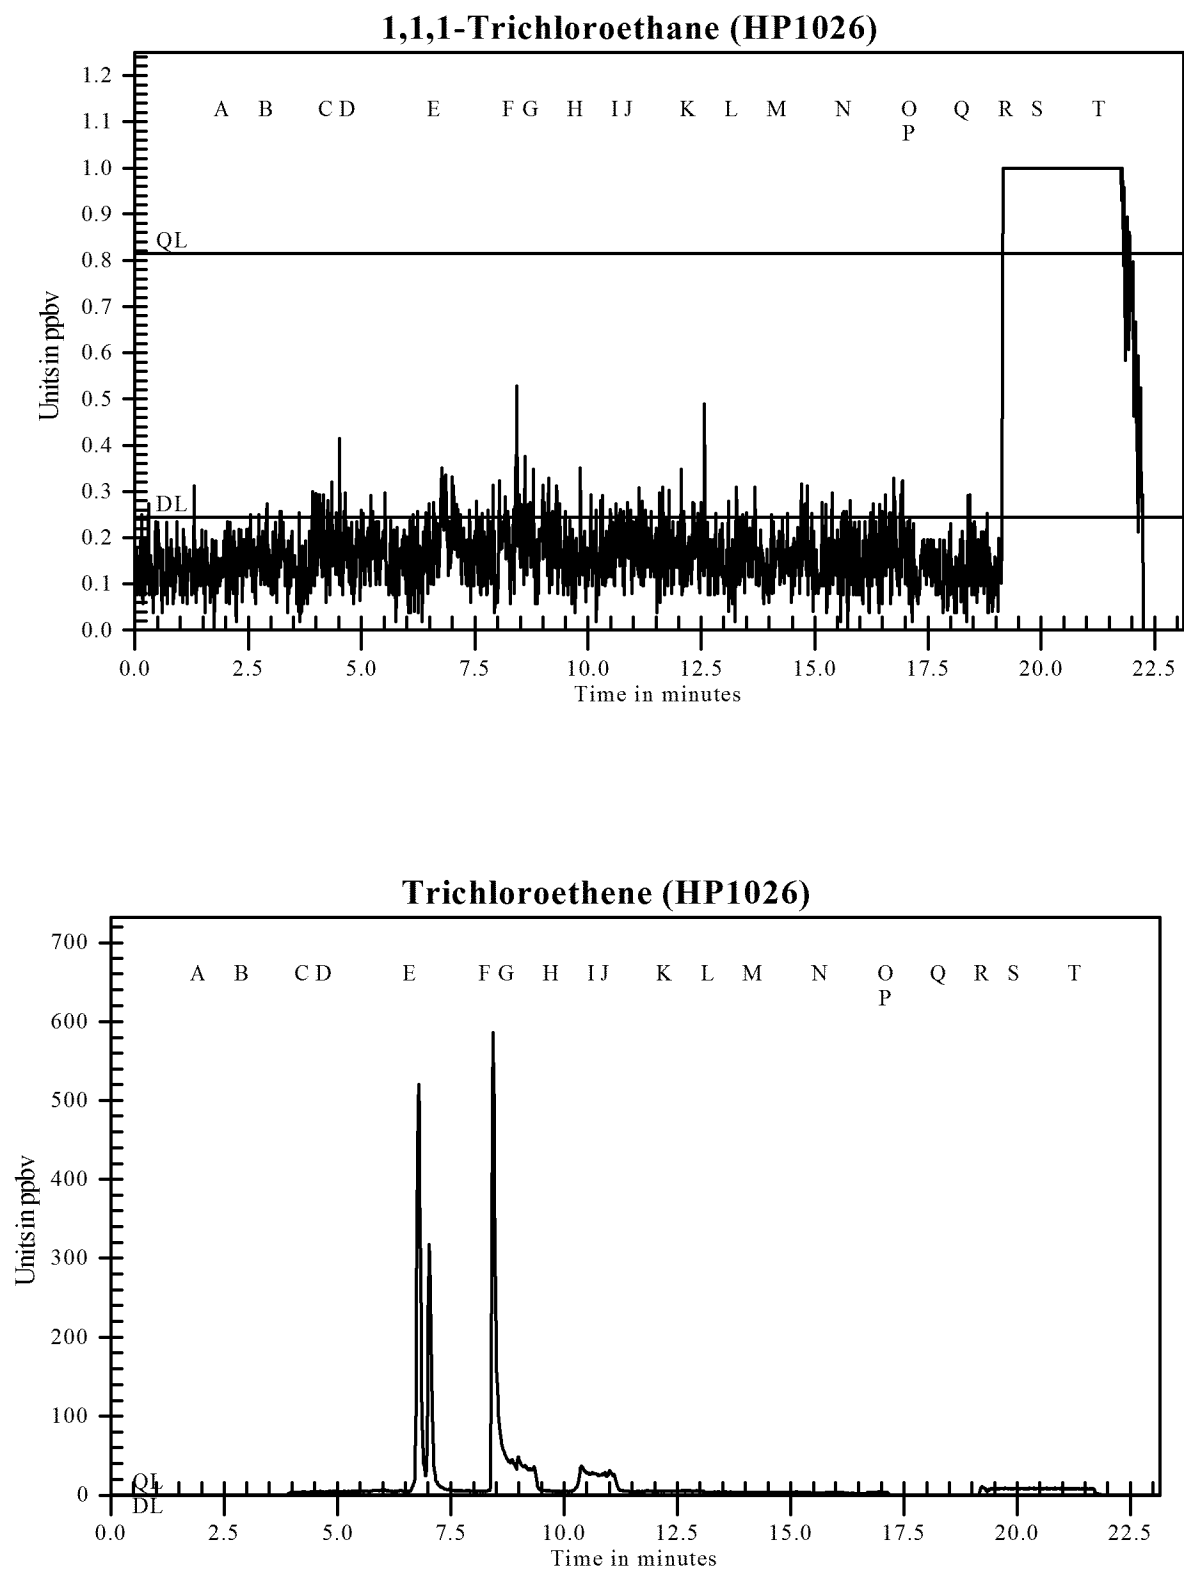 1,1,1-Trichloroethane (HP1026)
1.2
A B C D E F G H I J K L M N O Q R S T
1.1
P
1.0
0.9
QL
0.8
0.7
0.6
0.5
0.4
0.3
DL
0.2
0.1
0.0
Units in ppbv
0.0 2.5 5.0 7.5 10.0 12.5 15.0 17.5 20.0 22.5
Time in minutes
Trichloroethene (HP1026)
700
A B C D E F G H I J K L M N O Q R S T
P
600
500
400
300
200
100
QL
0
DL
Units in ppbv
0.0 2.5 5.0 7.5 10.0 12.5 15.0 17.5 20.0 22.5
Time in minutes